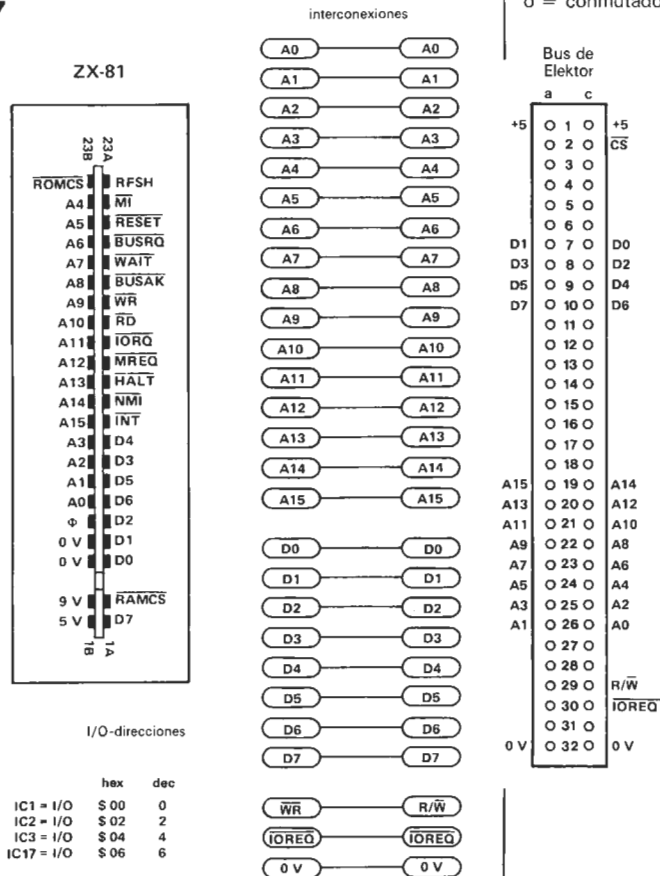 interconexiones
o = conmutado
ZX-81
23B 23A
ROMCS RFSH
A4 MI
A5 RESET
A6 BUSRQ
A7 WAIT
A8 BUSAK
A9 WR
A10 RD
A11 IORQ
A12 MREQ
A13 HALT
A14 NMI
A15 INT
A3 D4
A2 D3
A1 D5
A0 D6
Φ D2
0 V D1
0 V D0
9 V RAMCS
5 V D7
1B 1A
I/O-direcciones
hex dec
IC1 = I/O $ 00 0
IC2 = I/O $ 02 2
IC3 = I/O $ 04 4
IC17 = I/O $ 06 6
A0 A0
A1 A1
A2 A2
A3 A3
A4 A4
A5 A5
A6 A6
A7 A7
A8 A8
A9 A9
A10 A10
A11 A11
A12 A12
A13 A13
A14 A14
A15 A15
D0 D0
D1 D1
D2 D2
D3 D3
D4 D4
D5 D5
D6 D6
D7 D7
WR R/W̅
IOREQ IOREQ
0 V 0 V
Bus de
Elektor
a c
+5 1 +5
2 CS
3
4
5
6
D1 7 D0
D3 8 D2
D5 9 D4
D7 10 D6
11
12
13
14
15
16
17
18
A15 19 A14
A13 20 A12
A11 21 A10
A9 22 A8
A7 23 A6
A5 24 A4
A3 25 A2
A1 26 A0
27
28
29 R/W̅
30 IOREQ
31
0 V 32 0 V